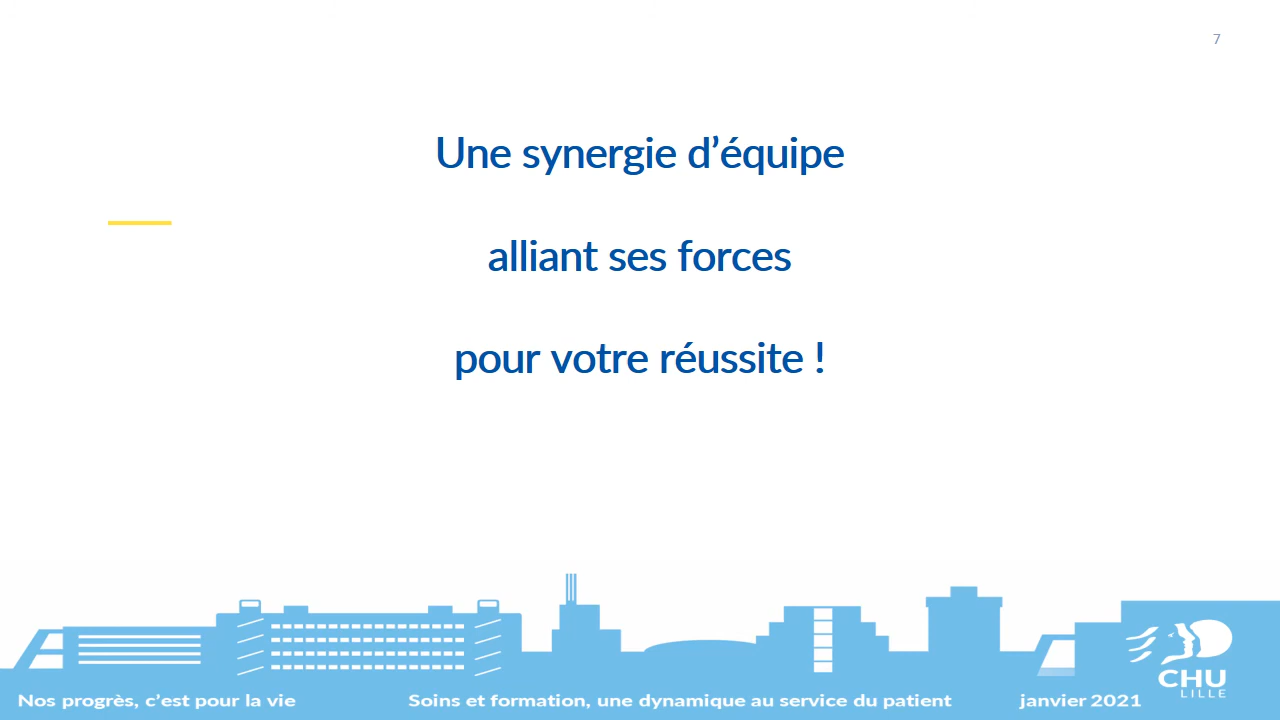 7
Une synergie d’équipe
alliant ses forces
pour votre réussite !
CHU
LILLE
Nos progrès, c’est pour la vie
Soins et formation, une dynamique au service du patient
janvier 2021